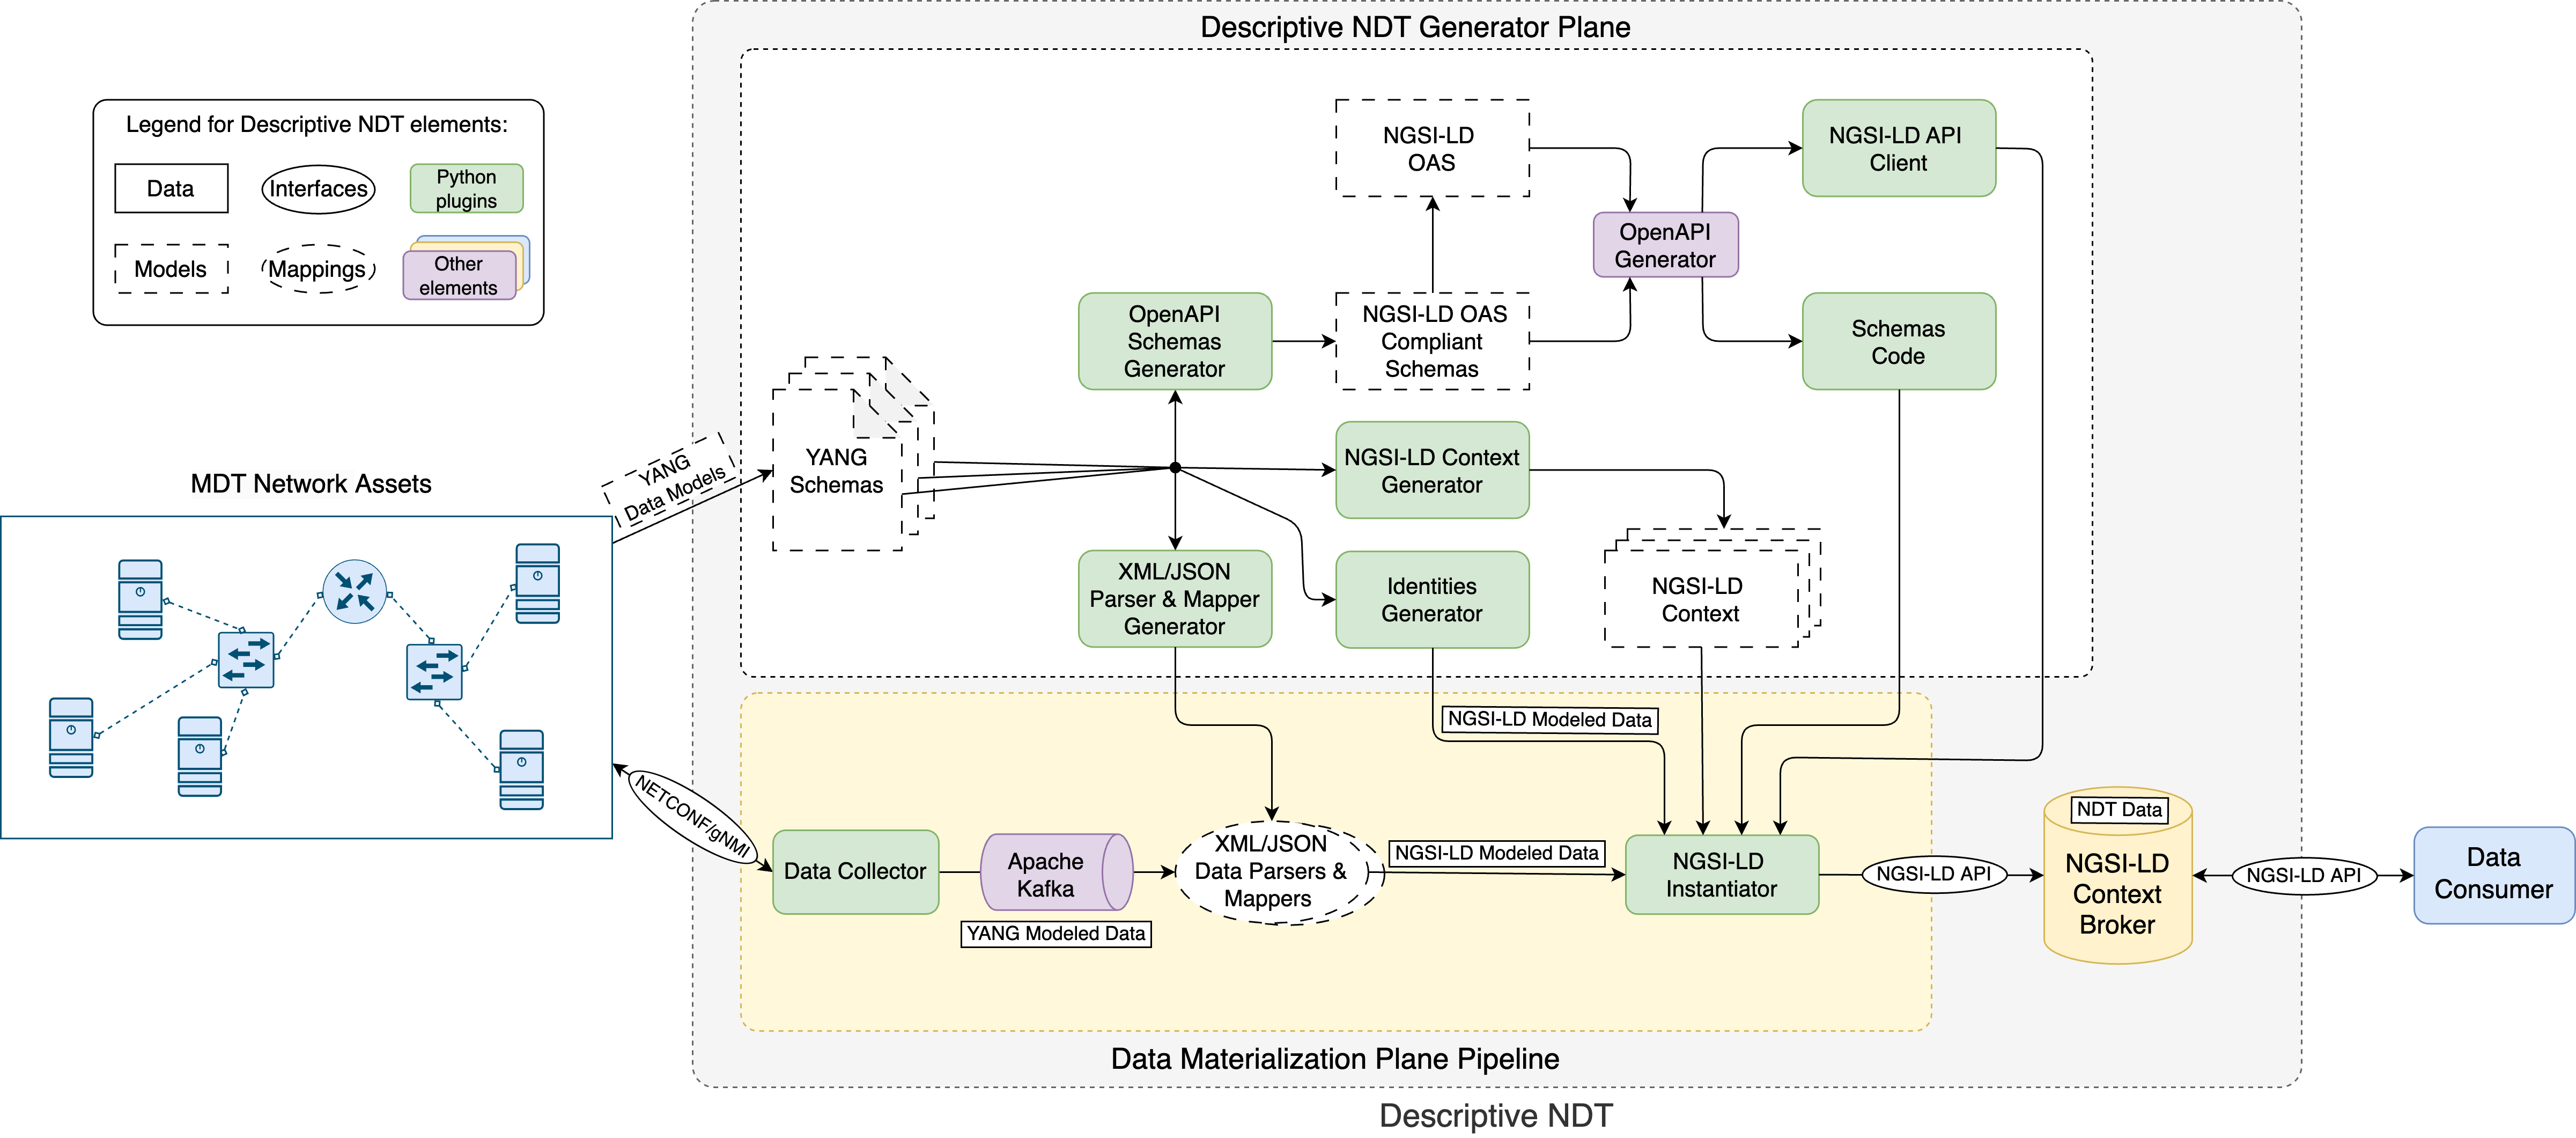 Descriptive NDT Generator Plane
Legend for Descriptive NDT elements:
Data
Interfaces
Python
plugins
Models
Mappings
Other
elements
NGSI-LD
OAS
NGSI-LD API
Client
OpenAPI
Generator
OpenAPI
Schemas
Generator
NGSI-LD OAS
Compliant
Schemas
Schemas
Code
YANG
Data Models
YANG
Schemas
NGSI-LD Context
Generator
MDT Network Assets
XML/JSON
Parser & Mapper
Generator
Identities
Generator
NGSI-LD
Context
NGSI-LD Modeled Data
NETCONF/gNMI
Data Collector
Apache
Kafka
YANG Modeled Data
XML/JSON
Data Parsers &
Mappers
NGSI-LD Modeled Data
NGSI-LD
Instantiator
NGSI-LD API
NDT Data
NGSI-LD
Context
Broker
NGSI-LD API
Data
Consumer
Data Materialization Plane Pipeline
Descriptive NDT